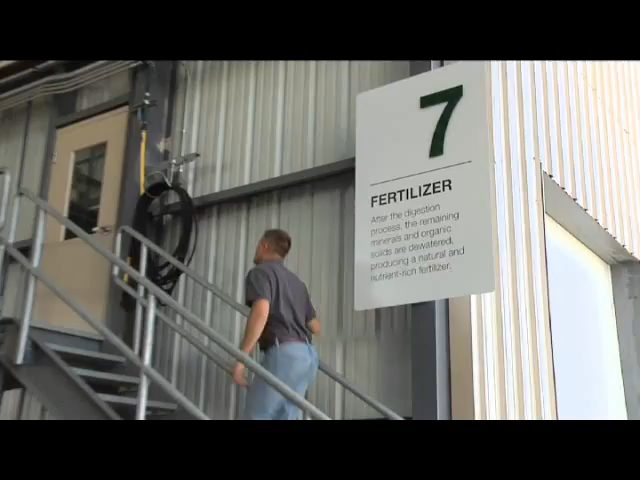 7
FERTILIZER
After the digestion
process, the remaining
minerals and organic
solids are dewatered,
producing a natural and
nutrient-rich fertilizer.